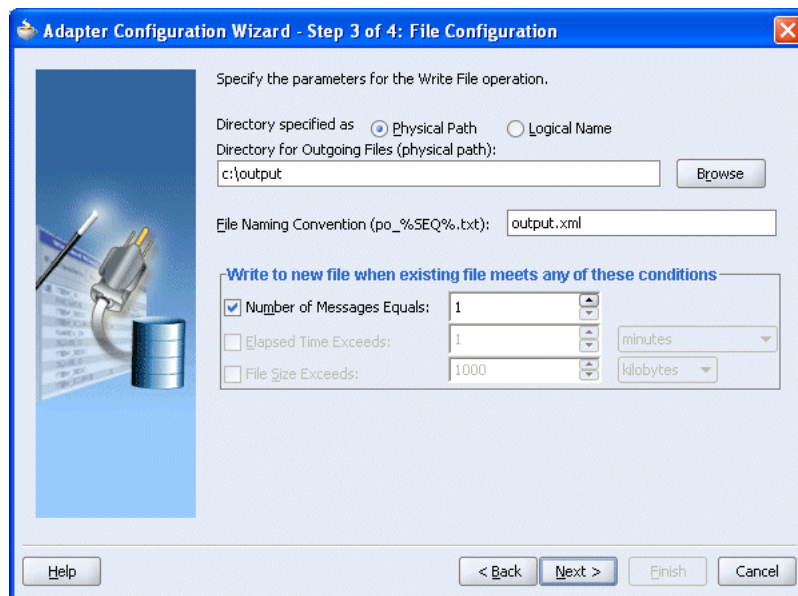 Adapter Configuration Wizard - Step 3 of 4: File Configuration
Specify the parameters for the Write File operation.
Directory specified as Physical Path Logical Name
Directory for Outgoing Files (physical path):
c:\output Browse
File Naming Convention (po_%SEQ%.txt): output.xml
Write to new file when existing file meets any of these conditions
Number of Messages Equals: 1
Elapsed Time Exceeds: 1 minutes
File Size Exceeds: 1000 kilobytes
Help < Back Next > Finish Cancel